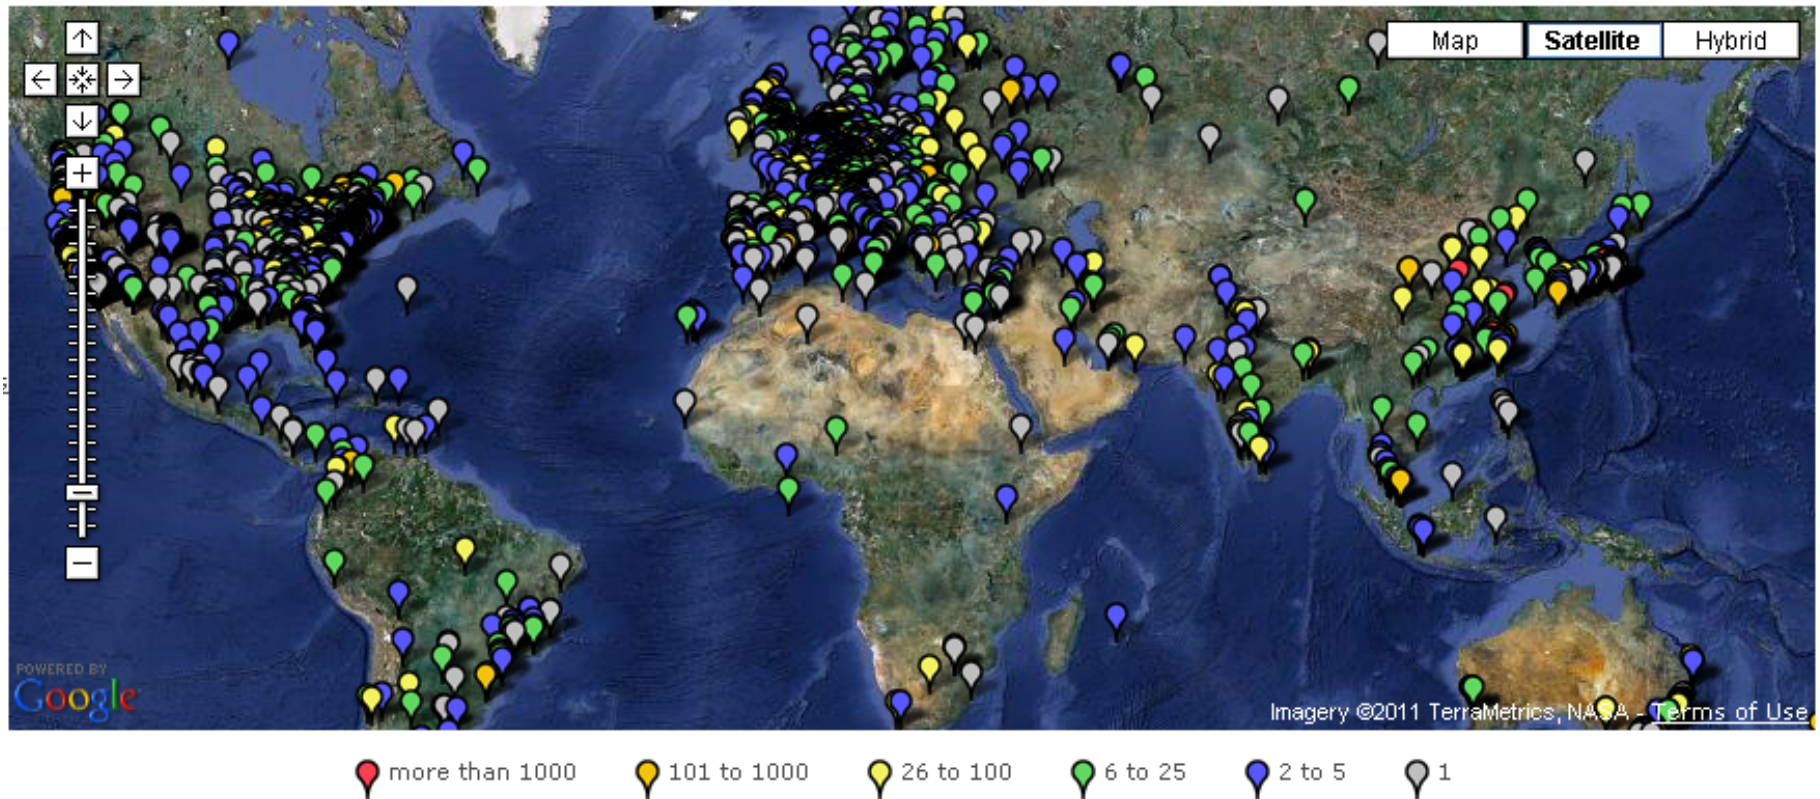 Map
Satellite
Hybrid
POWERED BY
Google
Imagery ©2011 TerraMetrics, NASA - Terms of Use
more than 1000
101 to 1000
26 to 100
6 to 25
2 to 5
1